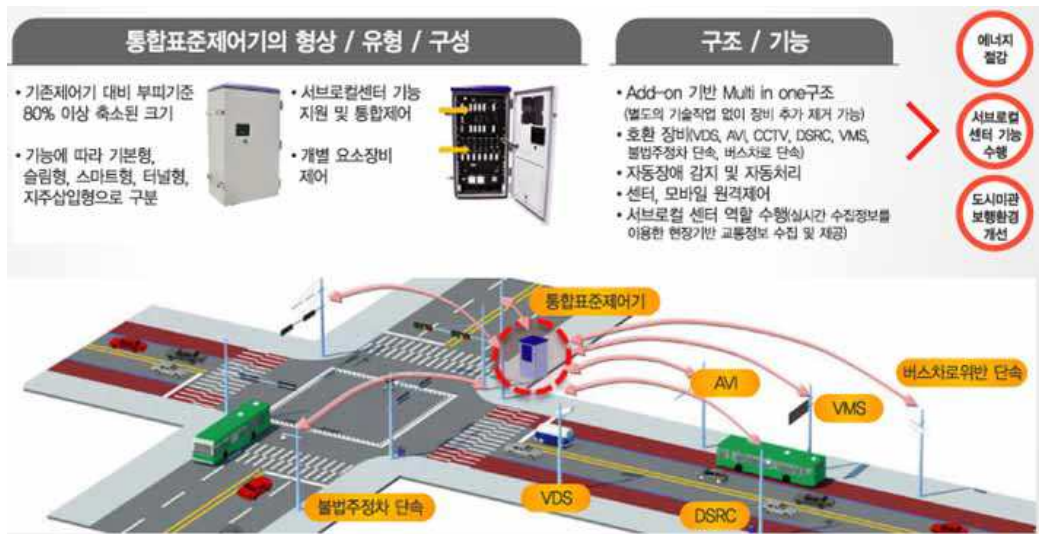 통합표준제어기의 형상 / 유형 / 구성
• 기존제어기 대비 부피기준
80% 이상 축소된 크기
• 기능에 따라 기본형,
슬림형, 스마트형, 터널형,
지주삽입형으로 구분
• 서브로컬센터 기능
지원 및 통합제어
• 개별 요소장비
제어
구조 / 기능
• Add-on 기반 Multi in one구조
(별도의 기술작업 없이 장비 추가 제거 가능)
• 호환 장비(VDS, AVI, CCTV, DSRC, VMS,
불법주정차 단속, 버스차로 단속)
• 자동장애 감지 및 자동처리
• 센터, 모바일 원격제어
• 서브로컬 센터 역할 수행(실시간 수집정보를
이용한 현장기반 교통정보 수집 및 제공)
에너지
절감
서브로컬
센터 기능
수행
도시미관
보행환경
개선
통합표준제어기
AVI
VMS
버스차로위반 단속
불법주정차 단속
VDS
DSRC